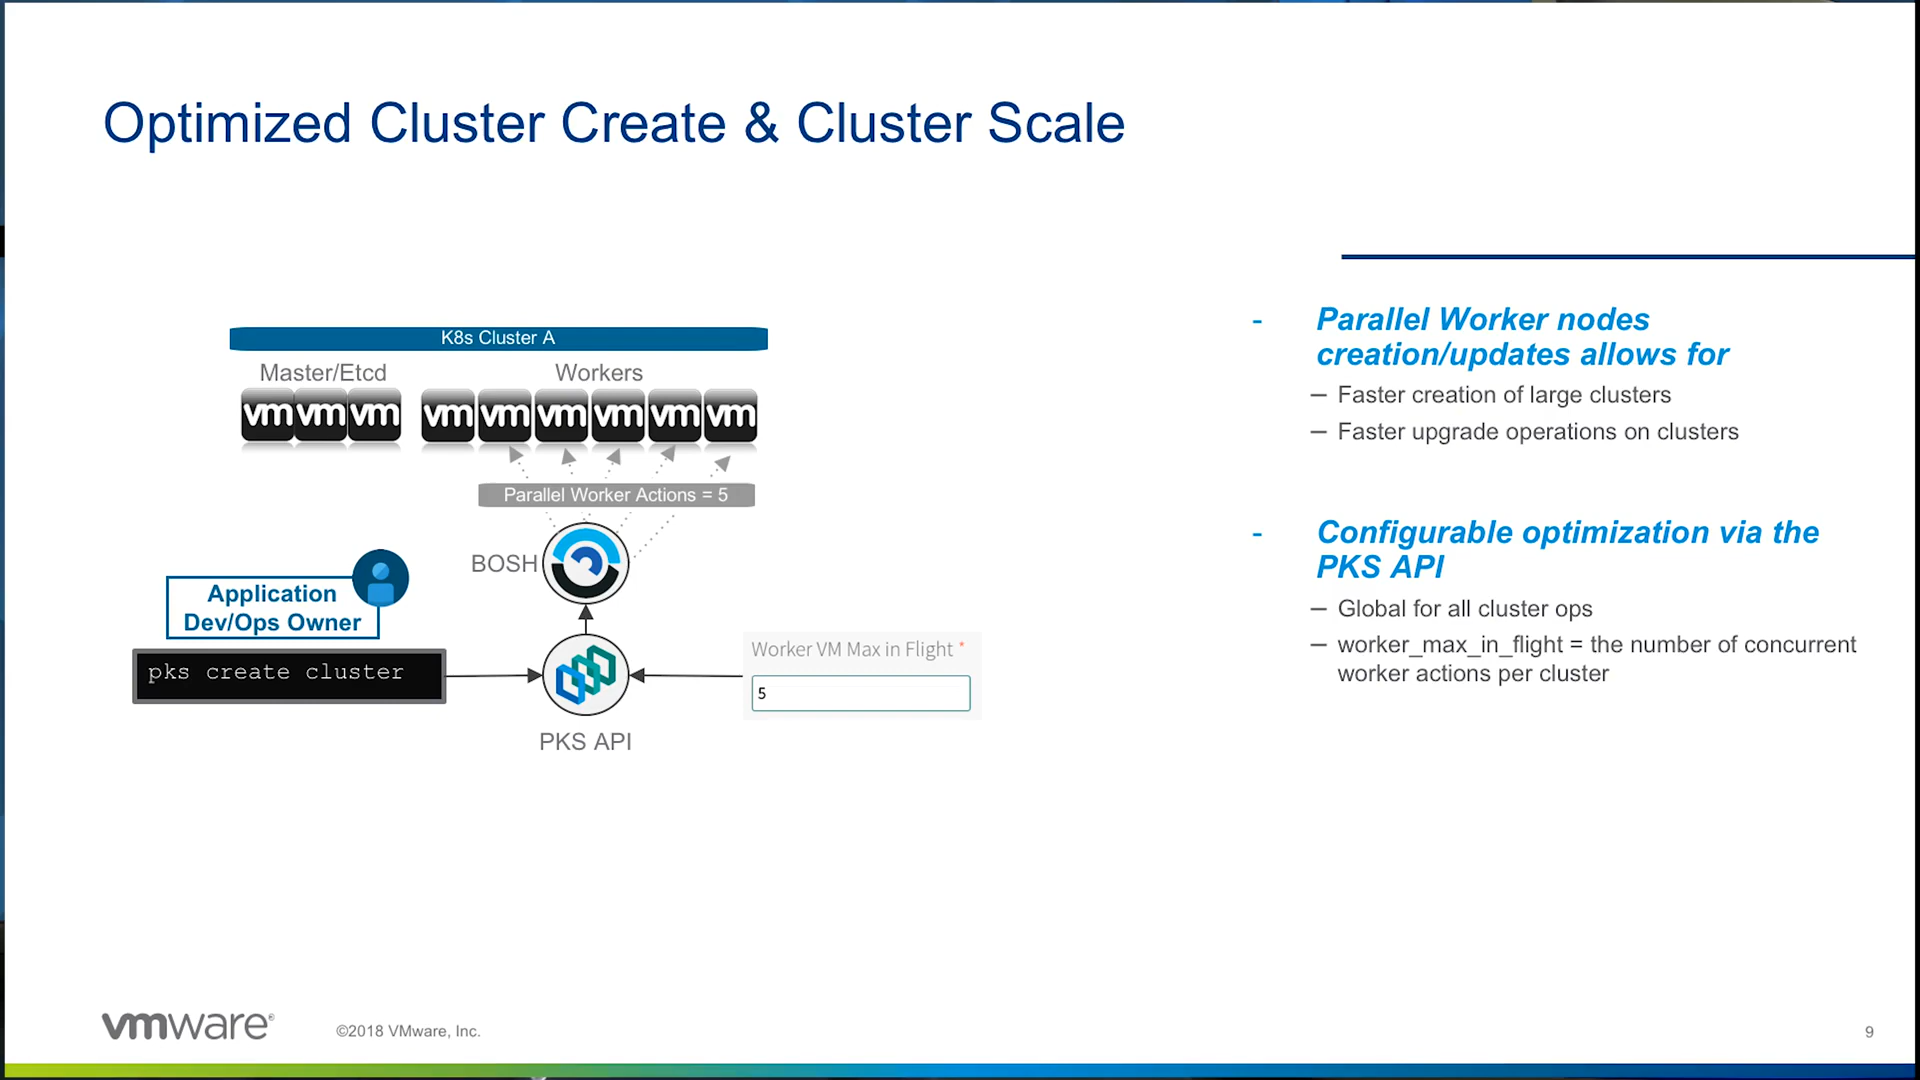 Optimized Cluster Create & Cluster Scale
K8s Cluster A
Master/Etcd
Workers
vm vm vm vm vm vm vm vm vm
Parallel Worker Actions = 5
BOSH
Application
Dev/Ops Owner
pks create cluster
PKS API
Worker VM Max in Flight *
5
- Parallel Worker nodes
creation/updates allows for
– Faster creation of large clusters
– Faster upgrade operations on clusters
- Configurable optimization via the
PKS API
– Global for all cluster ops
– worker_max_in_flight = the number of concurrent
worker actions per cluster
vmware®
©2018 VMware, Inc.
9